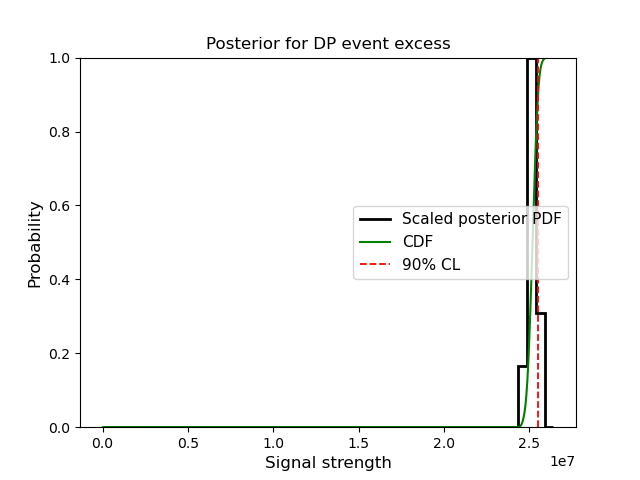 Posterior for DP event excess
1.0
0.8
0.6
0.4
0.2
0.0
Probability
Scaled posterior PDF
CDF
90% CL
0.0 0.5 1.0 1.5 2.0 2.5
1e7
Signal strength